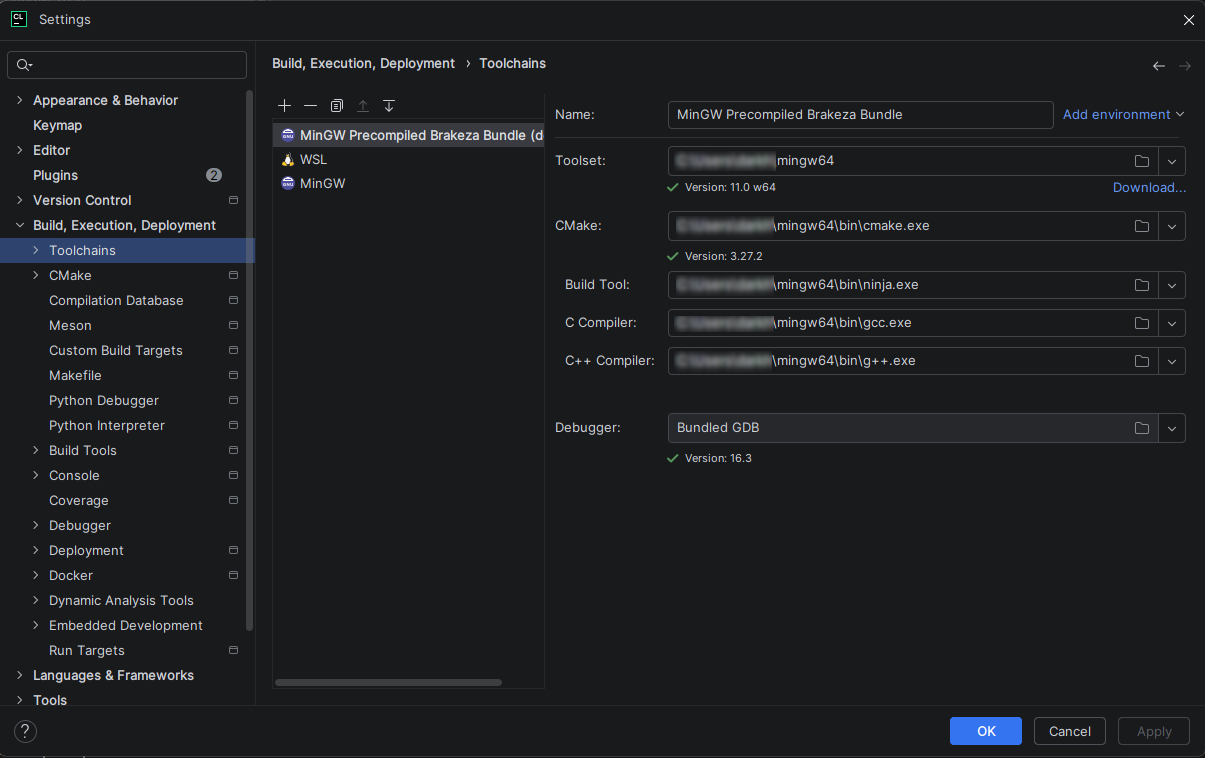 CL Settings
Appearance & Behavior
Keymap
Editor
Plugins 2
Version Control
Build, Execution, Deployment
Toolchains
CMake
Compilation Database
Meson
Custom Build Targets
Makefile
Python Debugger
Python Interpreter
Build Tools
Console
Coverage
Debugger
Deployment
Docker
Dynamic Analysis Tools
Embedded Development
Run Targets
Languages & Frameworks
Tools
Build, Execution, Deployment › Toolchains
GNU MinGW Precompiled Brakeza Bundle (d
WSL
GNU MinGW
Name: MinGW Precompiled Brakeza Bundle Add environment
Toolset: mingw64
Version: 11.0 w64 Download...
CMake: \mingw64\bin\cmake.exe
Version: 3.27.2
Build Tool: \mingw64\bin\ninja.exe
C Compiler: \mingw64\bin\gcc.exe
C++ Compiler: \mingw64\bin\g++.exe
Debugger: Bundled GDB
Version: 16.3
? OK Cancel Apply